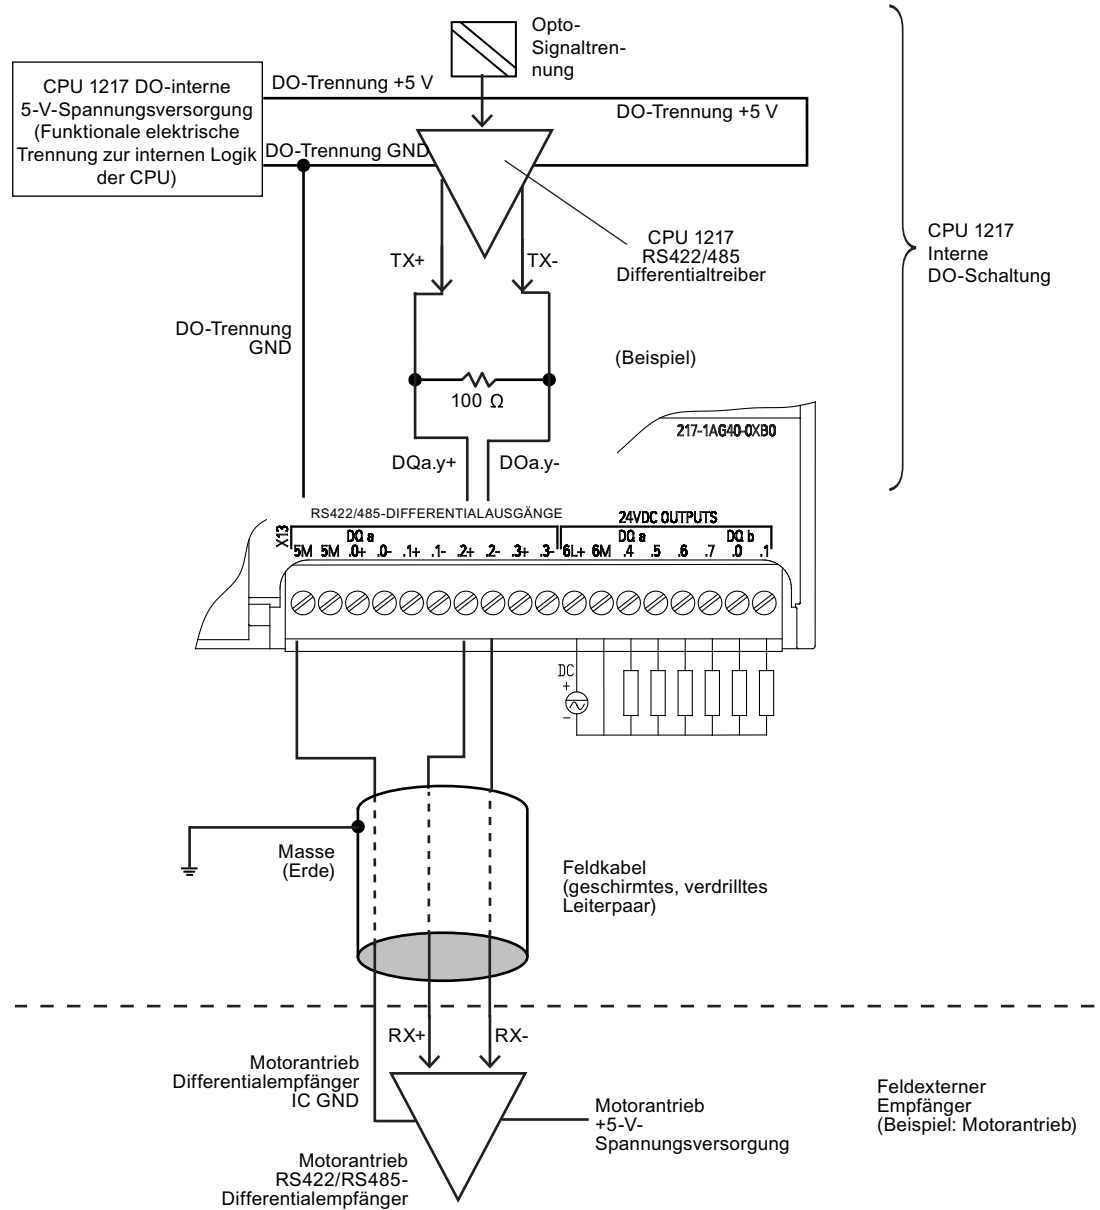 Opto-
Signaltren-
nung
CPU 1217 DO-interne
5-V-Spannungsversorgung
(Funktionale elektrische
Trennung zur internen Logik
der CPU)
DO-Trennung +5 V
DO-Trennung +5 V
DO-Trennung GND
CPU 1217
RS422/485
Differentialtreiber
CPU 1217
Interne
DO-Schaltung
TX+
TX-
DO-Trennung
GND
(Beispiel)
100 Ω
217-1AG40-0XB0
DQa.y+
DOa.y-
RS422/485-DIFFERENTIALAUSGÄNGE
24VDC OUTPUTS
X13
DQ a
DQ a
DQ b
5M 5M .0+ .0- .1+ .1- .2+ .2- .3+ .3- 6L+ 6M .4 .5 .6 .7 .0 .1
DC
+
–
Masse
(Erde)
Feldkabel
(geschirmtes, verdrilltes
Leiterpaar)
RX+
RX-
Motorantrieb
Differentialempfänger
IC GND
Motorantrieb
+5-V-
Spannungsversorgung
Feldexterner
Empfänger
(Beispiel: Motorantrieb)
Motorantrieb
RS422/RS485-
Differentialempfänger